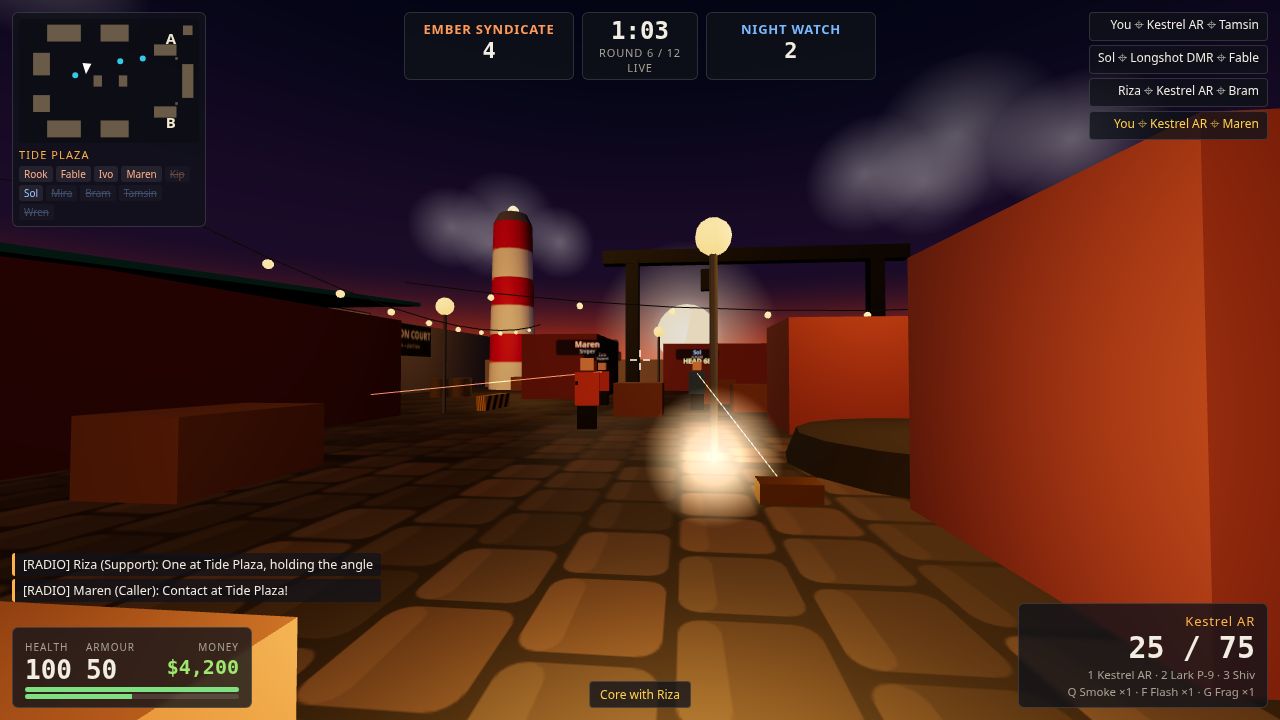 A
B
TIDE PLAZA
Rook Fable Ivo Maren Kip
Sol Mira Bram Tamsin
Wren
EMBER SYNDICATE
4
1:03
ROUND 6 / 12
LIVE
NIGHT WATCH
2
You ⌖ Kestrel AR ⌖ Tamsin
Sol ⌖ Longshot DMR ⌖ Fable
Riza ⌖ Kestrel AR ⌖ Bram
You ⌖ Kestrel AR ⌖ Maren
ON COURT
Maren
Sniper
Sol
[RADIO] Riza (Support): One at Tide Plaza, holding the angle
[RADIO] Maren (Caller): Contact at Tide Plaza!
HEALTH ARMOUR MONEY
100 50 $4,200
Core with Riza
Kestrel AR
25 / 75
1 Kestrel AR · 2 Lark P-9 · 3 Shiv
Q Smoke ×1 · F Flash ×1 · G Frag ×1